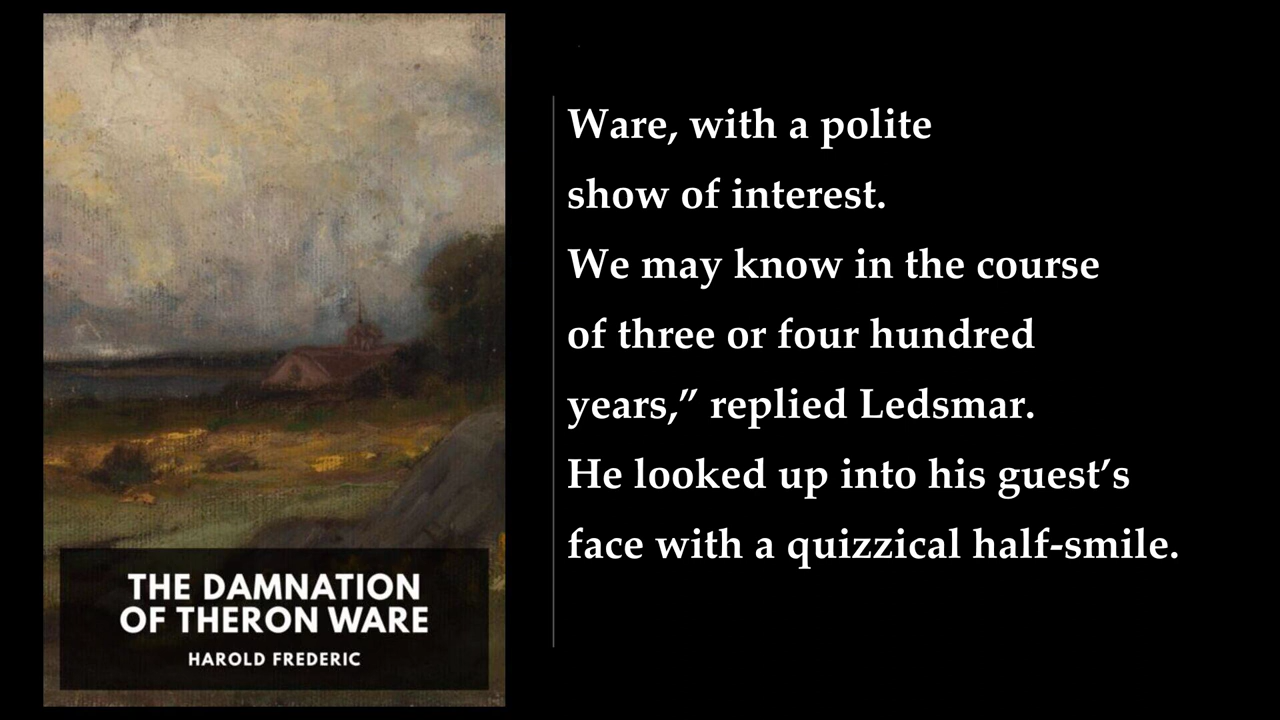 Ware, with a polite
show of interest.
We may know in the course
of three or four hundred
years,” replied Ledsmar.
He looked up into his guest’s
face with a quizzical half-smile.
THE DAMNATION
OF THERON WARE
HAROLD FREDERIC